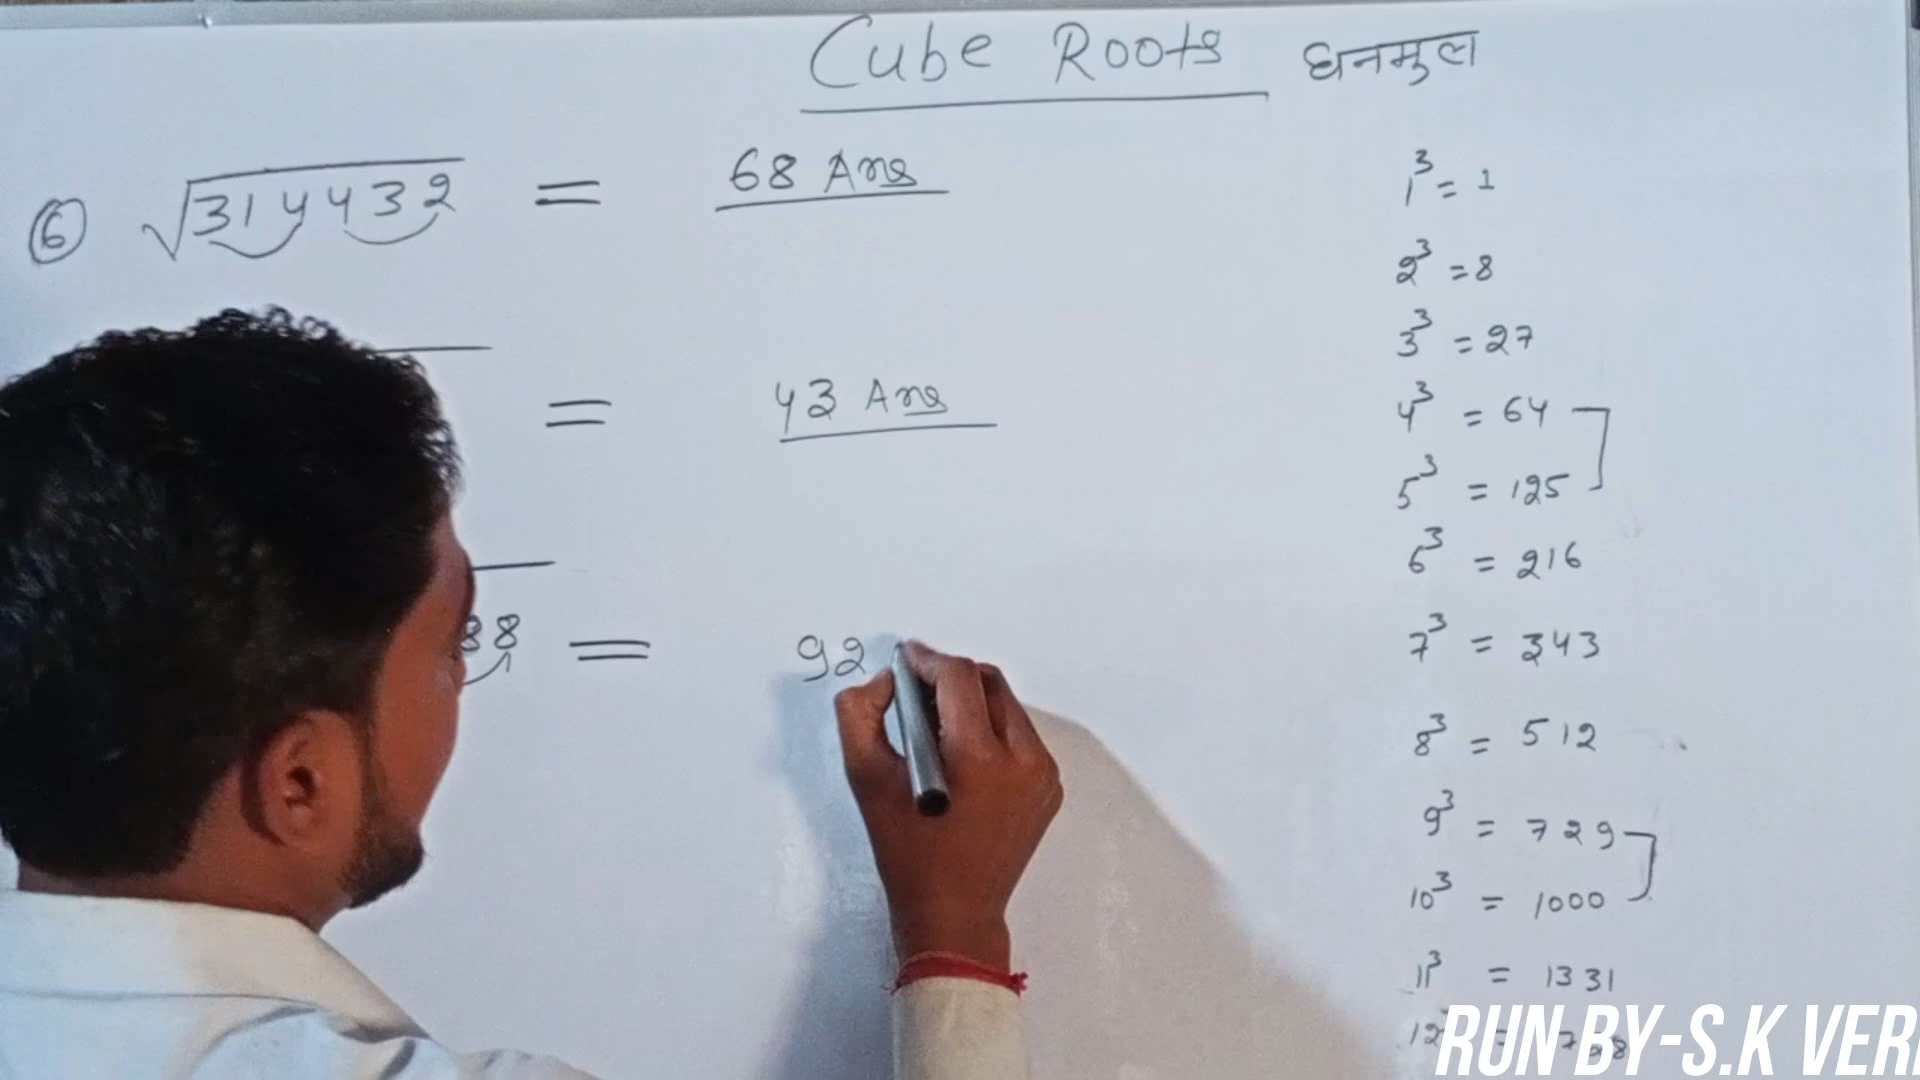 Cube Roots घनमुल
⑥ √314432 = 68 Ans
= 43 Ans
88 = 92
1³ = 1
2³ = 8
3³ = 27
4³ = 64
5³ = 125
6³ = 216
7³ = 343
8³ = 512
9³ = 729
10³ = 1000
11³ = 1331
RUN BY-S.K VER